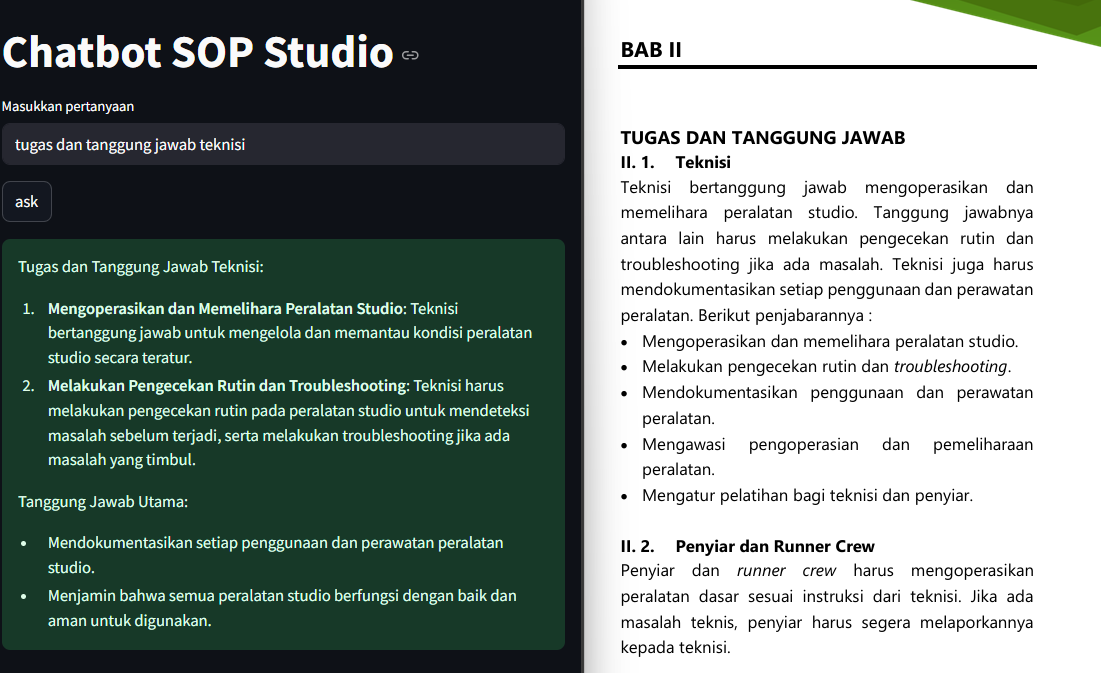 Chatbot SOP Studio
Masukkan pertanyaan
tugas dan tanggung jawab teknisi
ask
Tugas dan Tanggung Jawab Teknisi:
1. Mengoperasikan dan Memelihara Peralatan Studio: Teknisi
bertanggung jawab untuk mengelola dan memantau kondisi peralatan
studio secara teratur.
2. Melakukan Pengecekan Rutin dan Troubleshooting: Teknisi harus
melakukan pengecekan rutin pada peralatan studio untuk mendeteksi
masalah sebelum terjadi, serta melakukan troubleshooting jika ada
masalah yang timbul.
Tanggung Jawab Utama:
• Mendokumentasikan setiap penggunaan dan perawatan peralatan
studio.
• Menjamin bahwa semua peralatan studio berfungsi dengan baik dan
aman untuk digunakan.
BAB II
TUGAS DAN TANGGUNG JAWAB
II. 1. Teknisi
Teknisi bertanggung jawab mengoperasikan dan
memelihara peralatan studio. Tanggung jawabnya
antara lain harus melakukan pengecekan rutin dan
troubleshooting jika ada masalah. Teknisi juga harus
mendokumentasikan setiap penggunaan dan perawatan
peralatan. Berikut penjabarannya :
• Mengoperasikan dan memelihara peralatan studio.
• Melakukan pengecekan rutin dan troubleshooting.
• Mendokumentasikan penggunaan dan perawatan
peralatan.
• Mengawasi pengoperasian dan pemeliharaan
peralatan.
• Mengatur pelatihan bagi teknisi dan penyiar.
II. 2. Penyiar dan Runner Crew
Penyiar dan runner crew harus mengoperasikan
peralatan dasar sesuai instruksi dari teknisi. Jika ada
masalah teknis, penyiar harus segera melaporkannya
kepada teknisi.